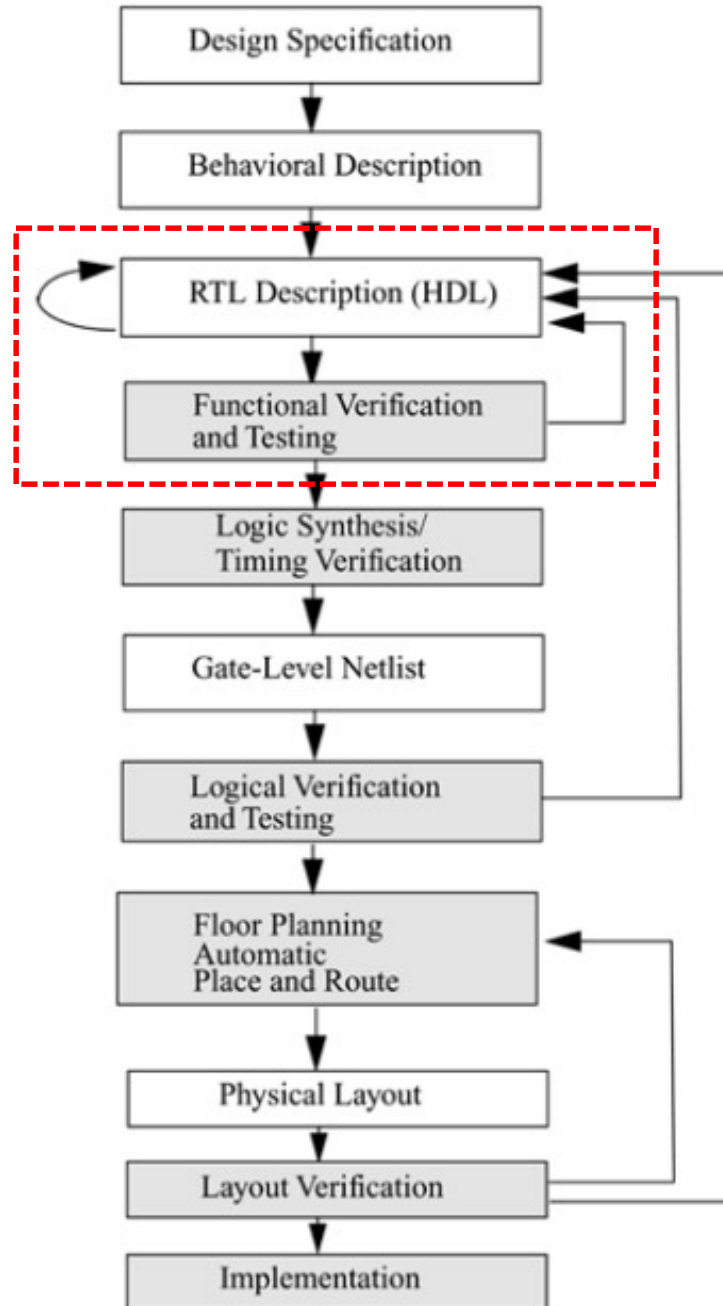 Design Specification
Behavioral Description
RTL Description (HDL)
Functional Verification
and Testing
Logic Synthesis/
Timing Verification
Gate-Level Netlist
Logical Verification
and Testing
Floor Planning
Automatic
Place and Route
Physical Layout
Layout Verification
Implementation